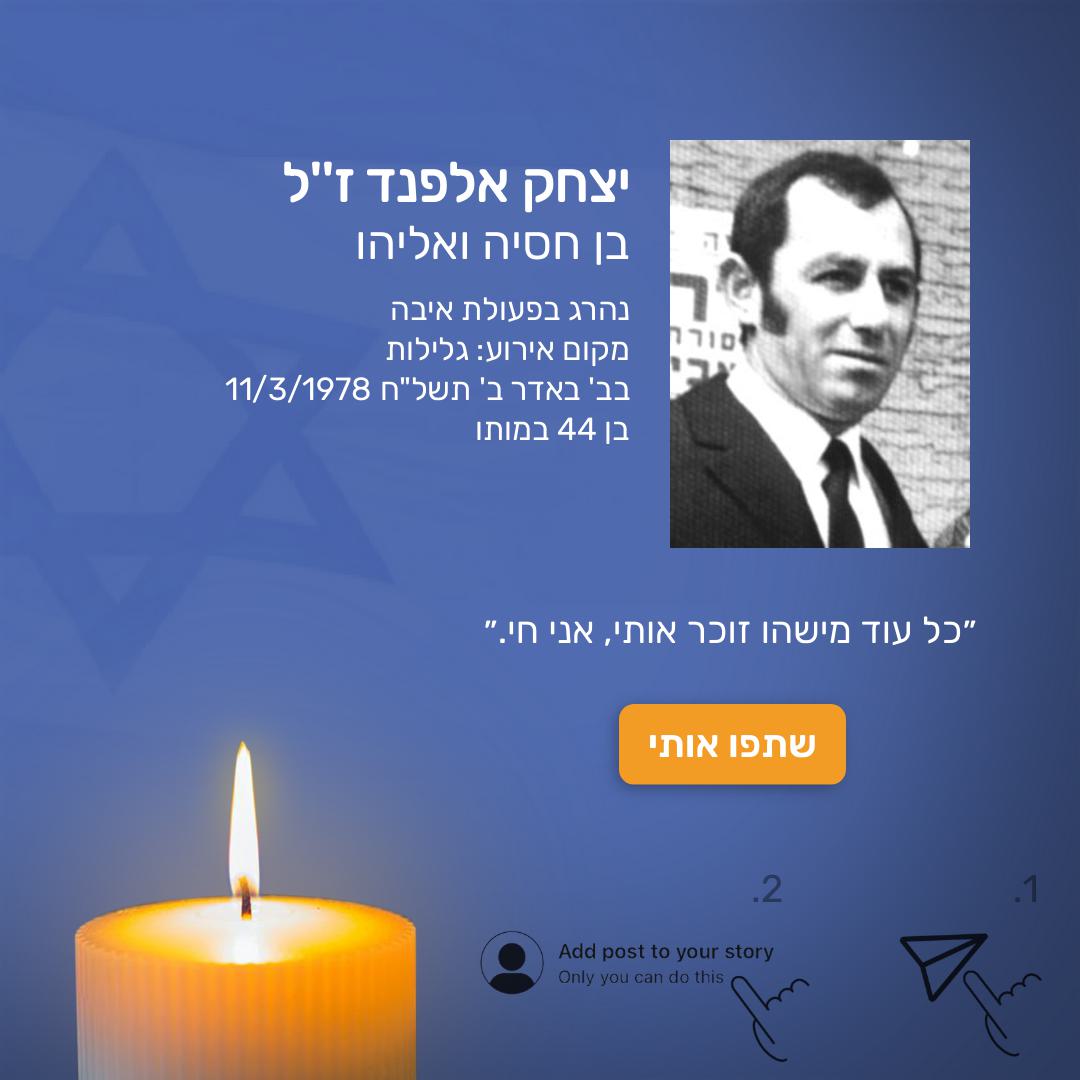 יצחק אלפנד ז"ל
בן חסיה ואליהו
נהרג בפעולת איבה
מקום אירוע: גלילות
בב' באדר ב' תשל"ח 11/3/1978
בן 44 במותו
״כל עוד מישהו זוכר אותי, אני חי.״
שתפו אותי
1.
2.
Add post to your story
Only you can do this